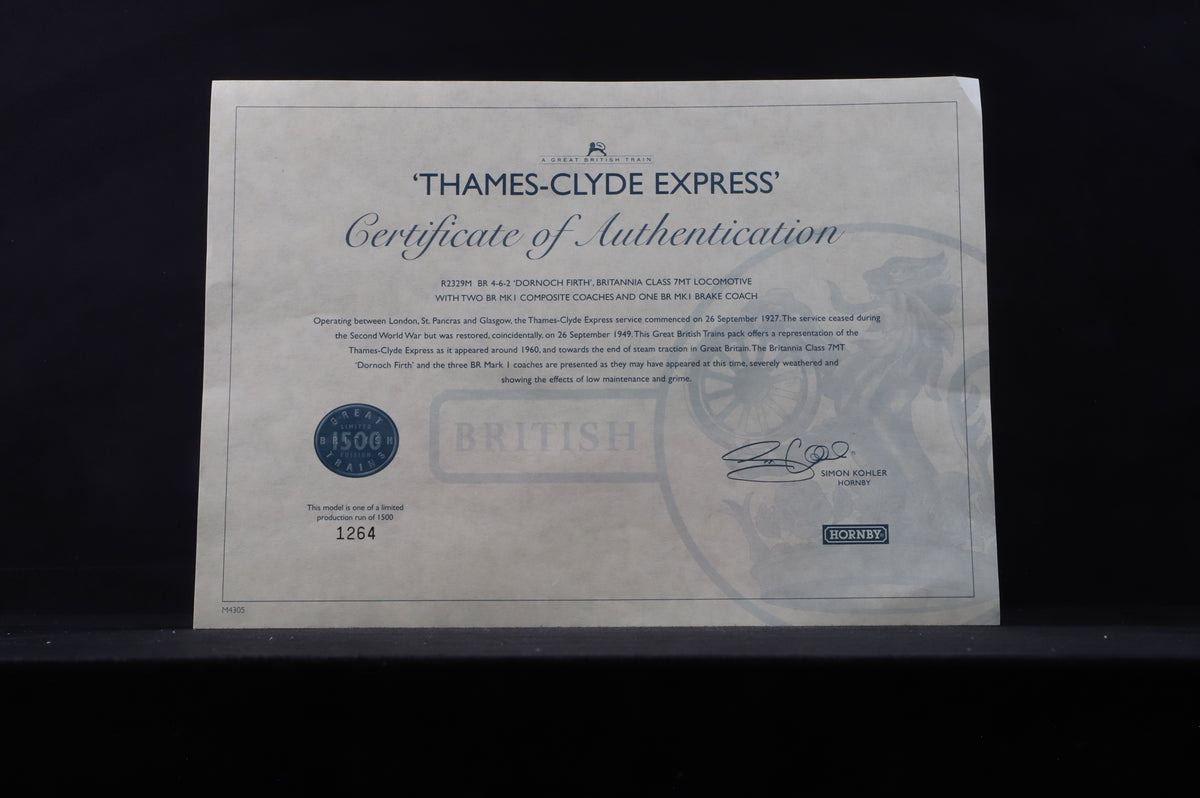 A GREAT BRITISH TRAIN
‘THAMES-CLYDE EXPRESS’
Certificate of Authentication
R2329M BR 4-6-2 ‘DORNOCH FIRTH’, BRITANNIA CLASS 7MT LOCOMOTIVE
WITH TWO BR MK1 COMPOSITE COACHES AND ONE BR MK1 BRAKE COACH
Operating between London, St. Pancras and Glasgow, the Thames-Clyde Express service commenced on 26 September 1927. The service ceased during
the Second World War but was restored, coincidentally, on 26 September 1949. This Great British Trains pack offers a representation of the
Thames-Clyde Express as it appeared around 1960, and towards the end of steam traction in Great Britain. The Britannia Class 7MT
‘Dornoch Firth’ and the three BR Mark 1 coaches are presented as they may have appeared at this time, severely weathered and
showing the effects of low maintenance and grime.
BRITISH
GREAT
LIMITED
BRITISH
1500
EDITION
TRAINS
SIMON KOHLER
HORNBY
This model is one of a limited
production run of 1500
1264
HORNBY
M4305